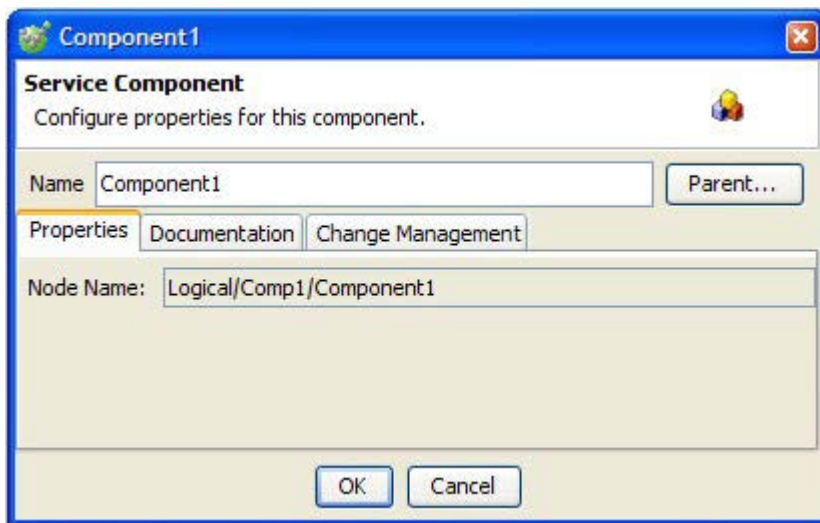 Component1
Service Component
Configure properties for this component.
Name Component1 Parent...
Properties Documentation Change Management
Node Name: Logical/Comp1/Component1
OK Cancel